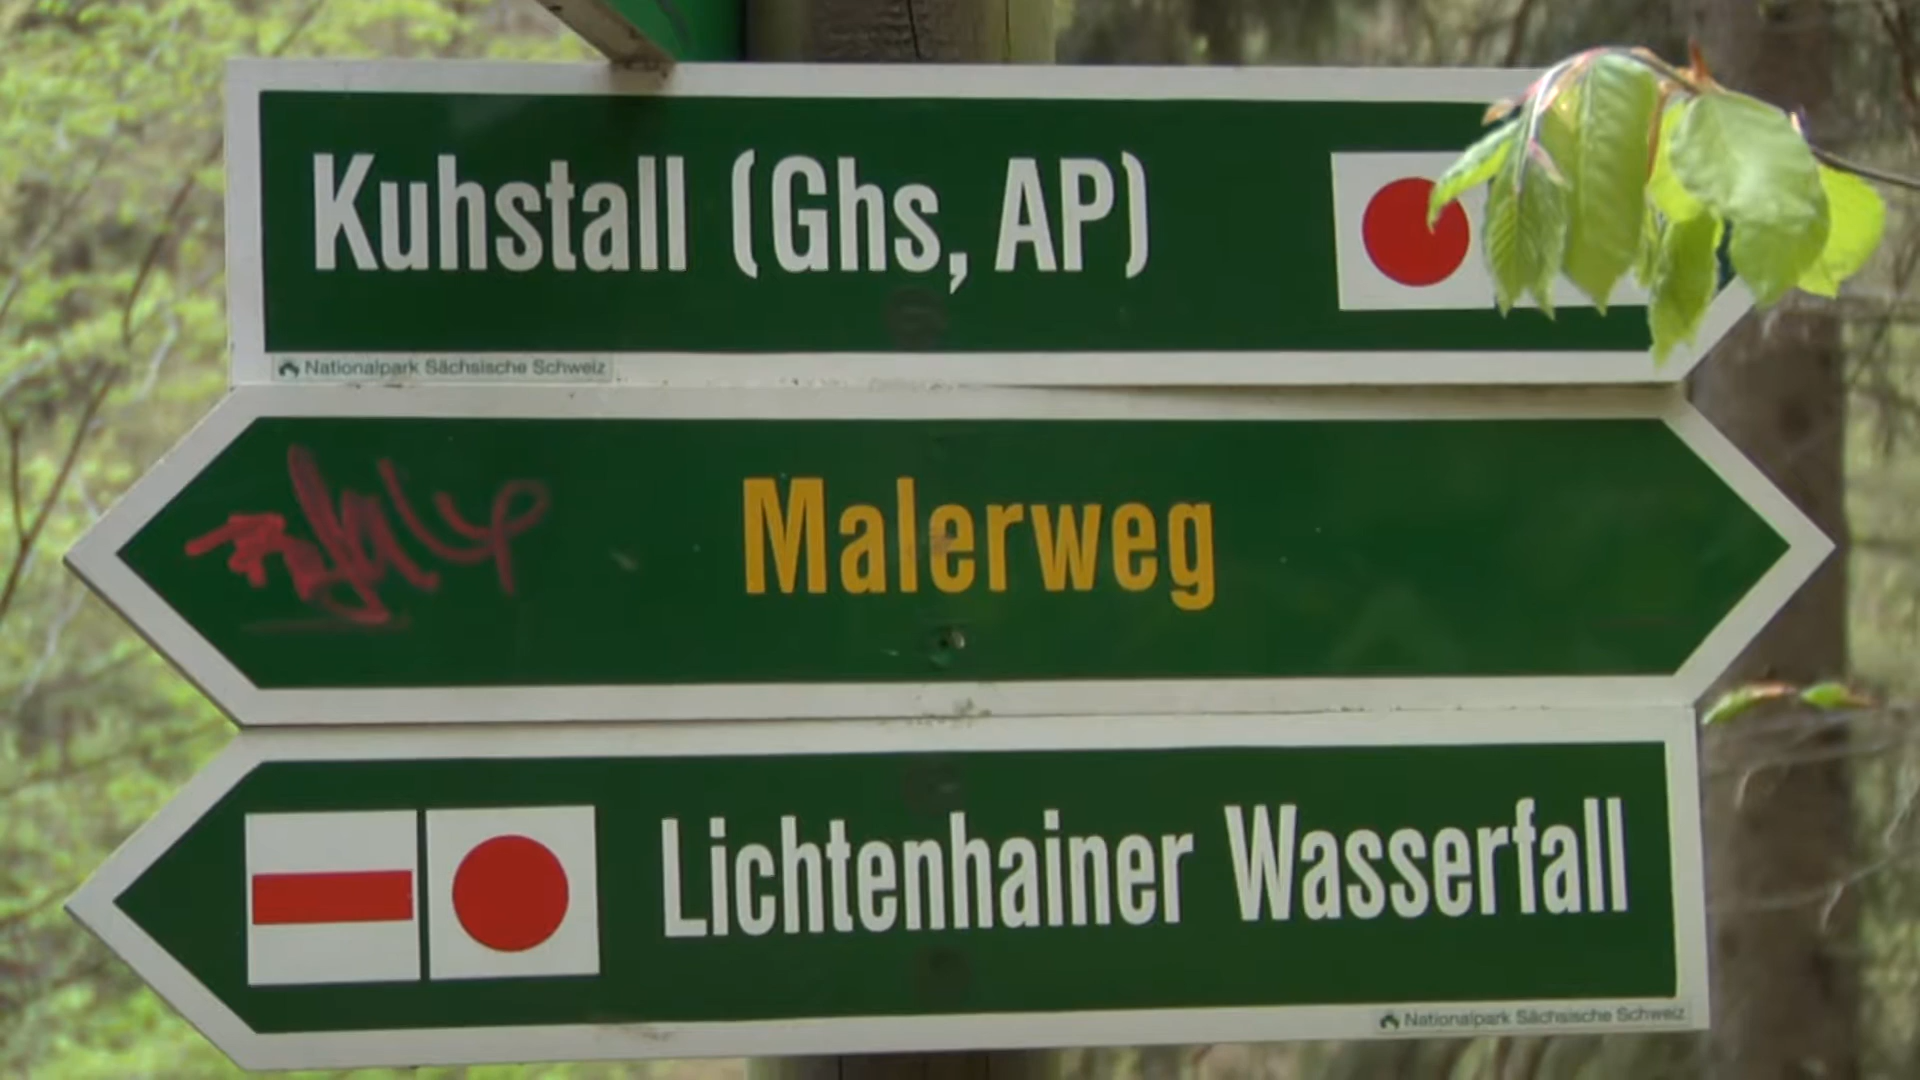 Kuhstall (Ghs, AP)
Nationalpark Sächsische Schweiz
Malerweg
Lichtenhainer Wasserfall
Nationalpark Sächsische Schweiz